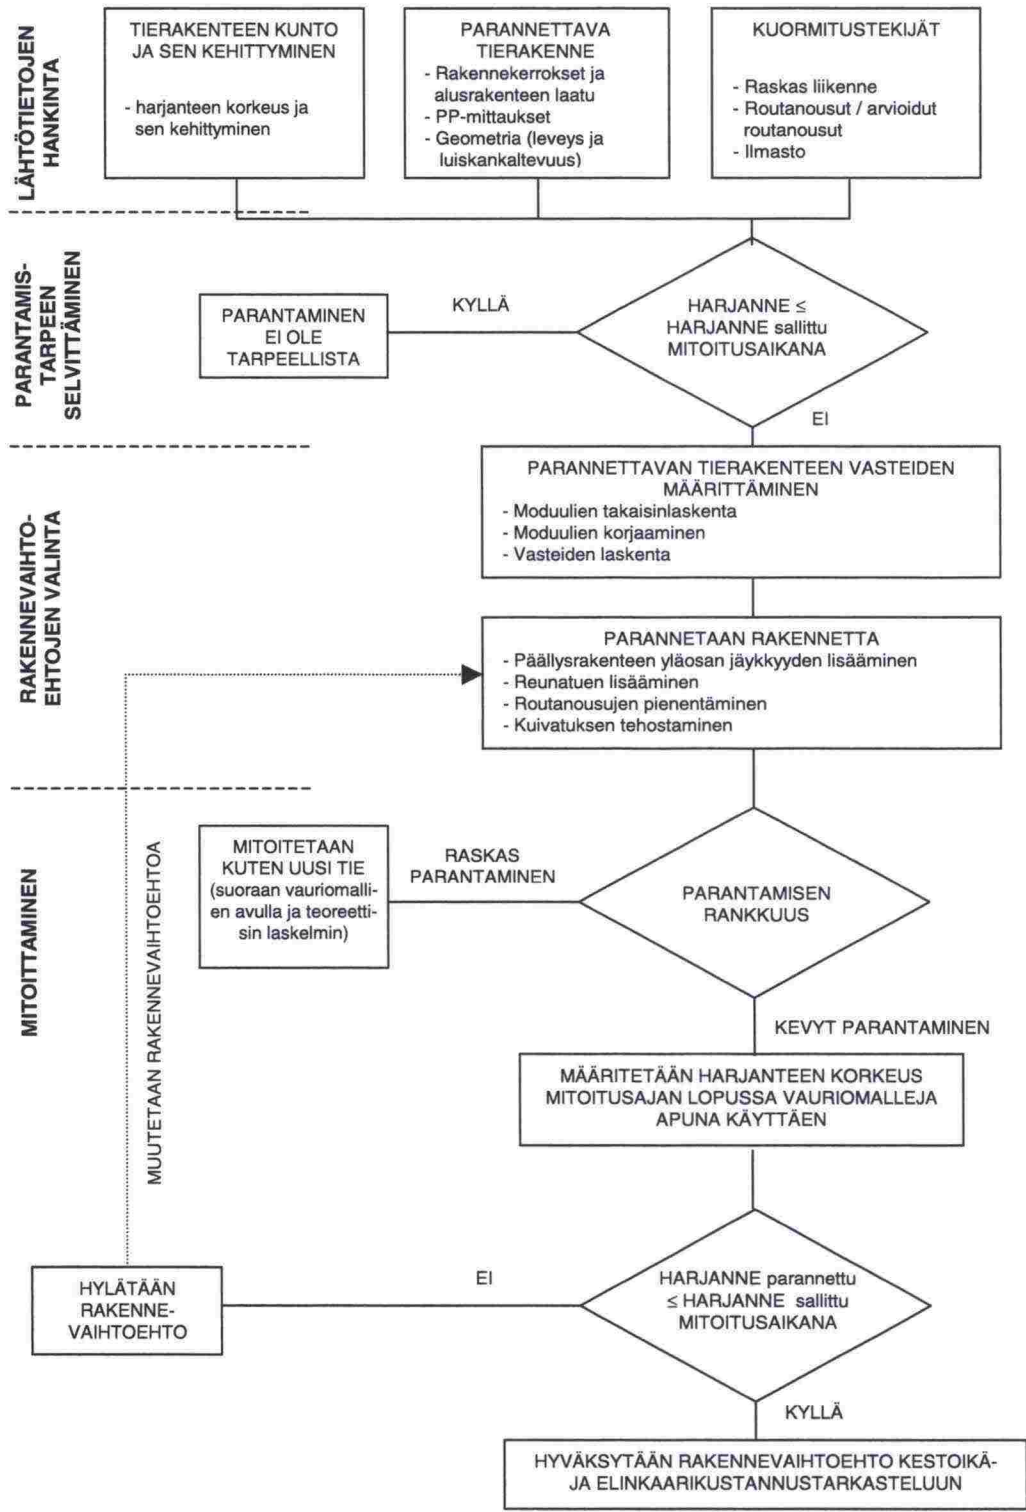 LÄHTÖTIETOJEN
HANKINTA
TIERAKENTEEN KUNTO
JA SEN KEHITTYMINEN
- harjanteen korkeus ja
sen kehittyminen
PARANNETTAVA
TIERAKENNE
- Rakennekerrokset ja
alusrakenteen laatu
- PP-mittaukset
- Geometria (leveys ja
luiskankaltevuus)
KUORMITUSTEKIJÄT
- Raskas liikenne
- Routanousut / arvioidut
routanousut
- Ilmasto
PARANTAMIS-
TARPEEN
SELVITTÄMINEN
PARANTAMINEN
EI OLE
TARPEELLISTA
KYLLÄ
HARJANNE ≤
HARJANNE sallittu
MITOITUSAIKANA
EI
RAKENNEVAIHTO-
EHTOJEN VALINTA
PARANNETTAVAN TIERAKENTEEN VASTEIDEN
MÄÄRITTÄMINEN
- Moduulien takaisinlaskenta
- Moduulien korjaaminen
- Vasteiden laskenta
PARANNETAAN RAKENNETTA
- Päällysrakenteen yläosan jäykkyyden lisääminen
- Reunatuen lisääminen
- Routanousujen pienentäminen
- Kuivatuksen tehostaminen
MITOITTAMINEN
MUUTETAAN RAKENNEVAIHTOEHTOA
MITOITETAAN
KUTEN UUSI TIE
(suoraan vauriomalli-
en avulla ja teoreetti-
sin laskelmin)
RASKAS
PARANTAMINEN
PARANTAMISEN
RANKKUUS
KEVYT PARANTAMINEN
MÄÄRITETÄÄN HARJANTEEN KORKEUS
MITOITUSAJAN LOPUSSA VAURIOMALLEJA
APUNA KÄYTTÄEN
HYLÄTÄÄN
RAKENNE-
VAIHTOEHTO
EI
HARJANNE parannettu
≤ HARJANNE sallittu
MITOITUSAIKANA
KYLLÄ
HYVÄKSYTÄÄN RAKENNEVAIHTOEHTO KESTOIKÄ-
JA ELINKAARIKUSTANNUSTARKASTELUUN